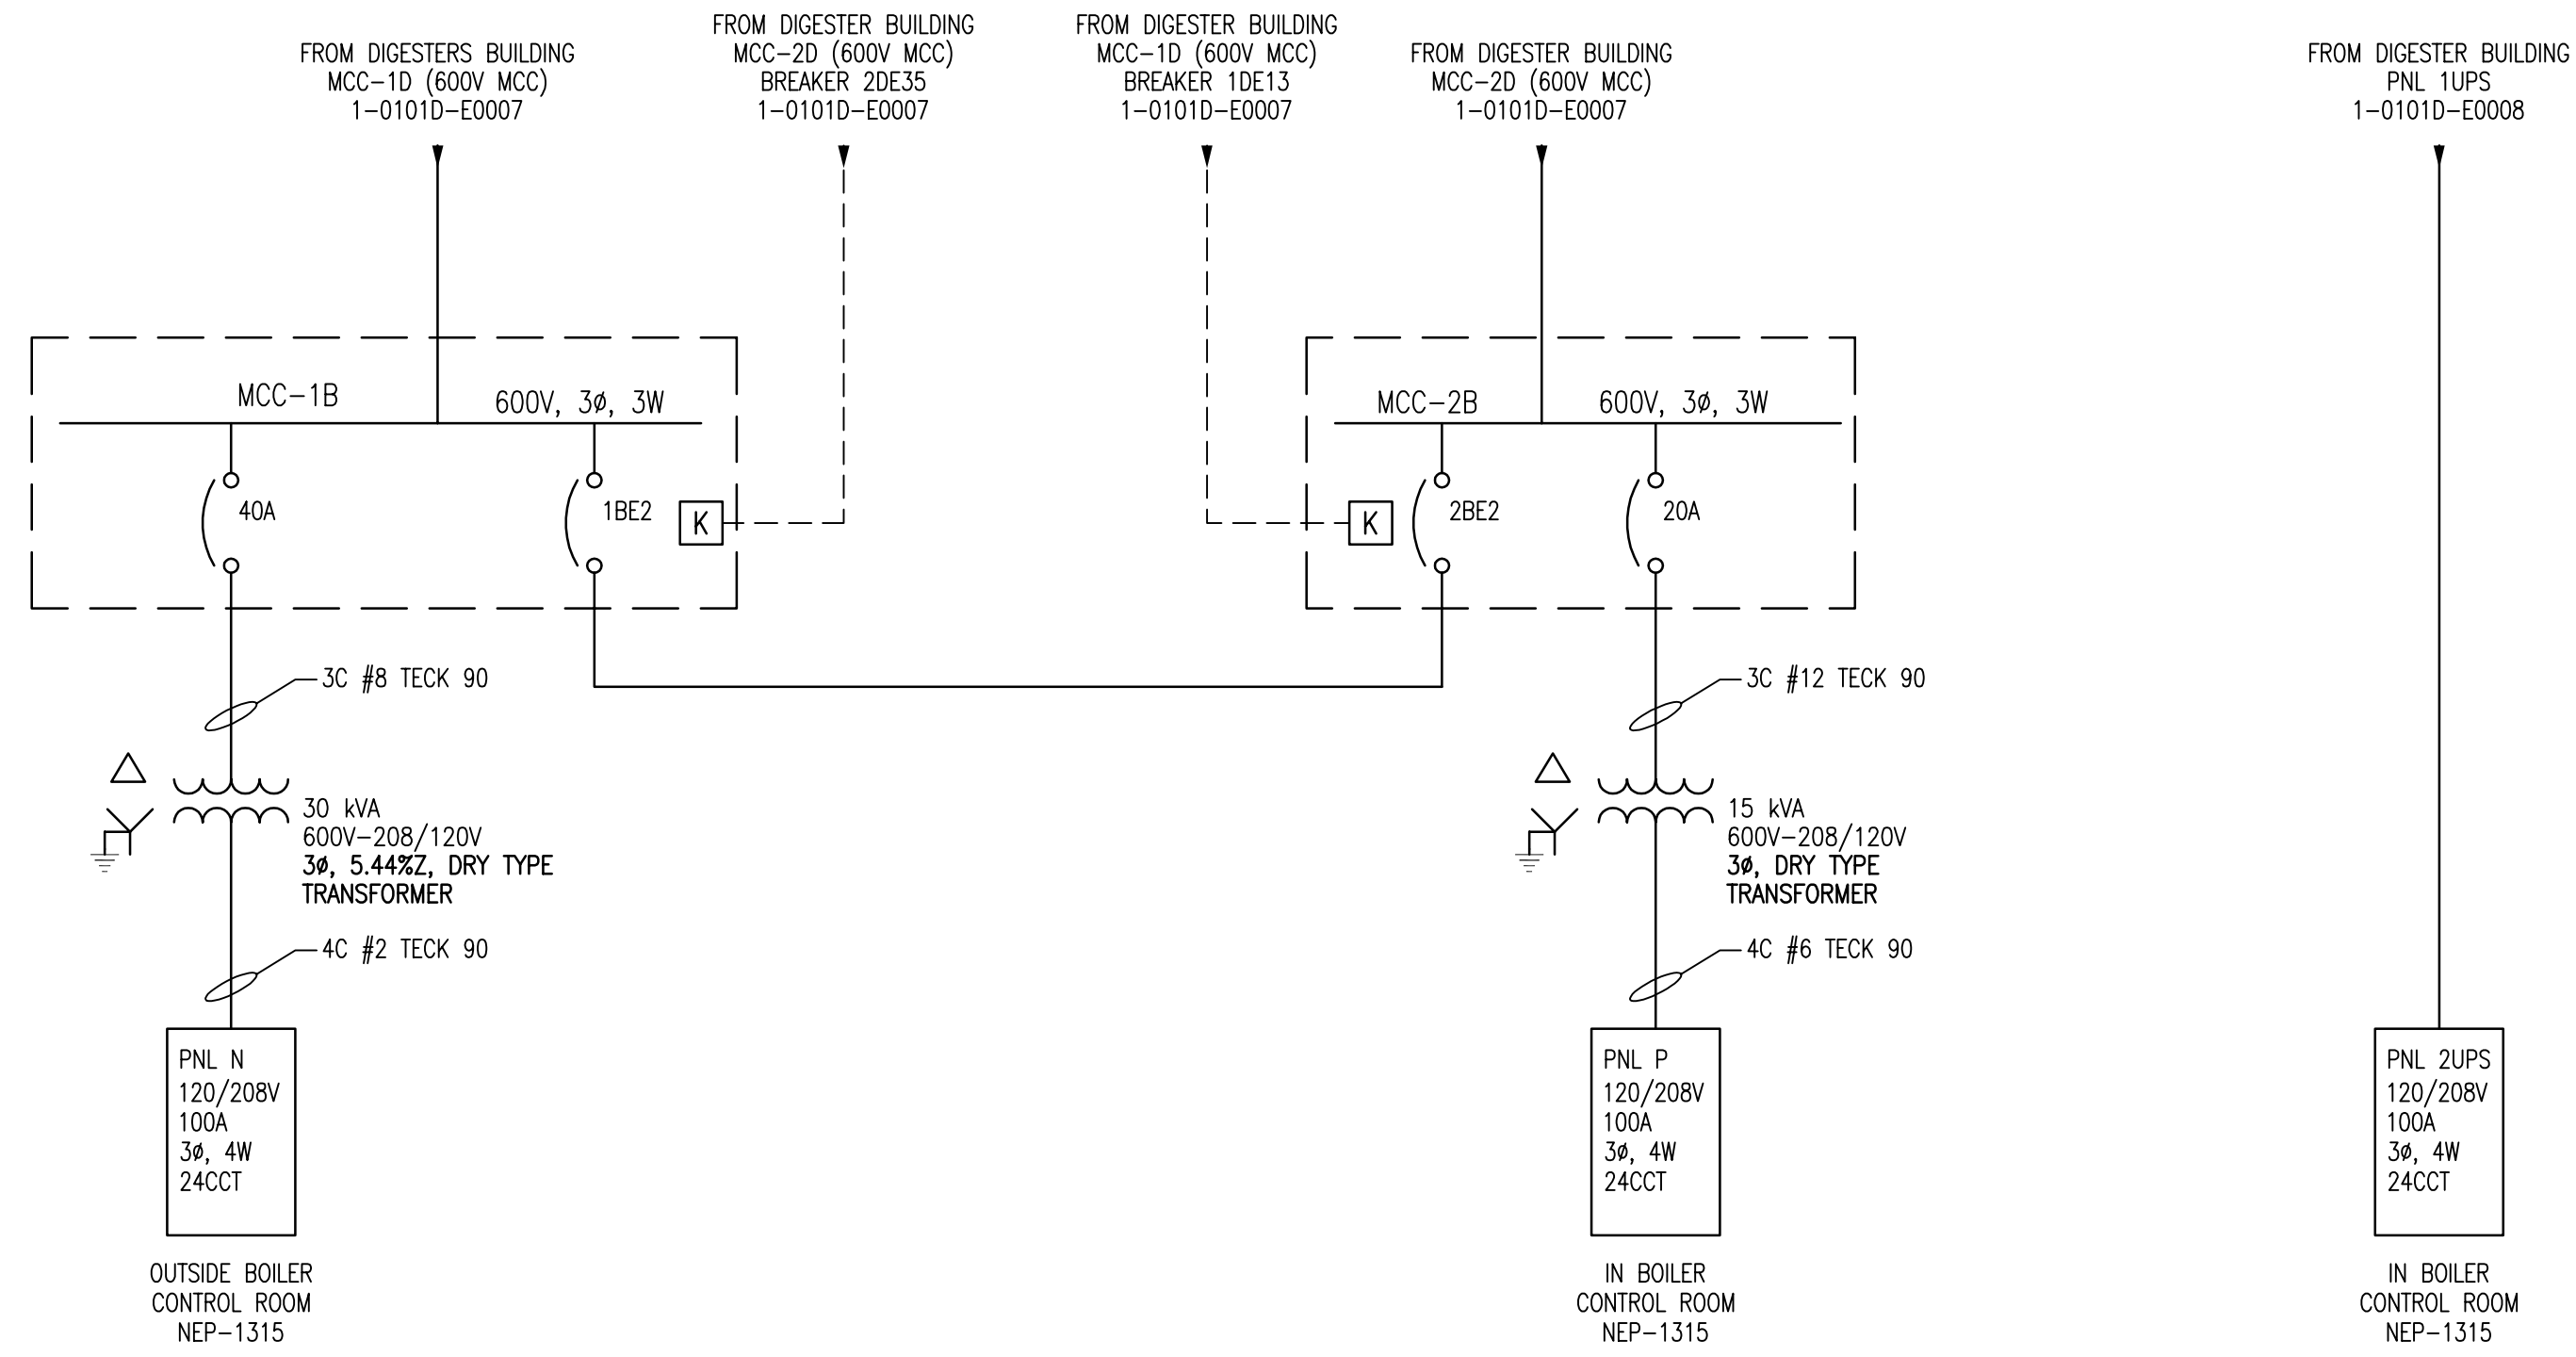 FROM DIGESTERS BUILDING
MCC-1D (600V MCC)
1-0101D-E0007
FROM DIGESTER BUILDING
MCC-2D (600V MCC)
BREAKER 2DE35
1-0101D-E0007
FROM DIGESTER BUILDING
MCC-1D (600V MCC)
BREAKER 1DE13
1-0101D-E0007
FROM DIGESTER BUILDING
MCC-2D (600V MCC)
1-0101D-E0007
FROM DIGESTER BUILDING
PNL 1UPS
1-0101D-E0008
MCC-1B
600V, 3ø, 3W
40A
1BE2
K
MCC-2B
600V, 3ø, 3W
K
2BE2
20A
3C #8 TECK 90
30 kVA
600V-208/120V
3ø, 5.44%Z, DRY TYPE
TRANSFORMER
4C #2 TECK 90
PNL N
120/208V
100A
3ø, 4W
24CCT
OUTSIDE BOILER
CONTROL ROOM
NEP-1315
3C #12 TECK 90
15 kVA
600V-208/120V
3ø, DRY TYPE
TRANSFORMER
4C #6 TECK 90
PNL P
120/208V
100A
3ø, 4W
24CCT
IN BOILER
CONTROL ROOM
NEP-1315
PNL 2UPS
120/208V
100A
3ø, 4W
24CCT
IN BOILER
CONTROL ROOM
NEP-1315